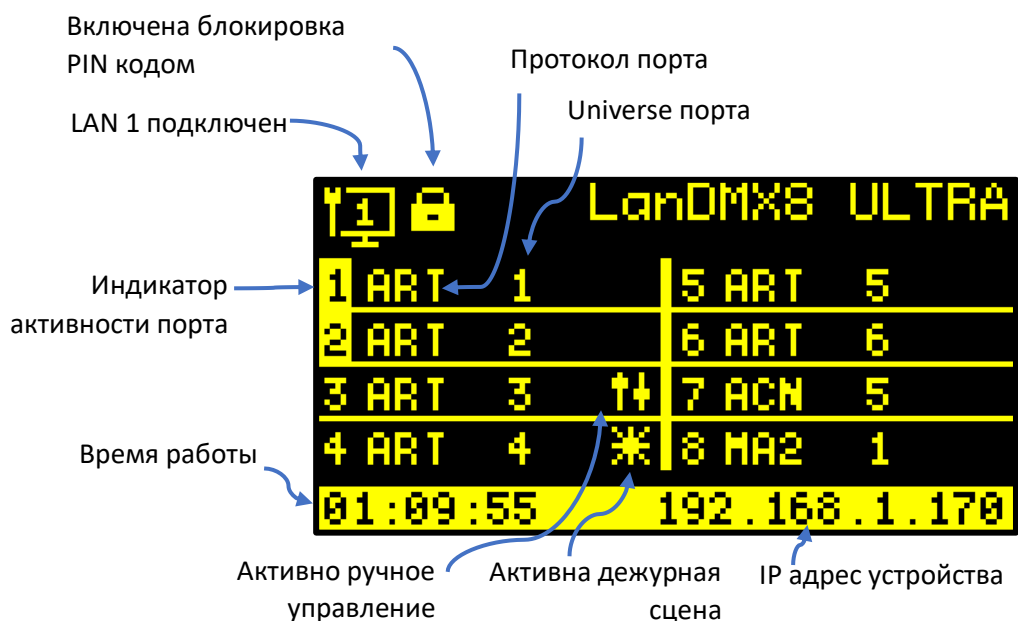 Включена блокировка
PIN кодом
Протокол порта
LAN 1 подключен
Universe порта
1 LanDMX8 ULTRA
Индикатор
активности порта
1 ART 1 5 ART 5
2 ART 2 6 ART 6
3 ART 3 7 ACN 5
4 ART 4 8 MA2 1
Время работы
01:09:55 192.168.1.170
Активно ручное
управление
Активна дежурная
сцена
IP адрес устройства